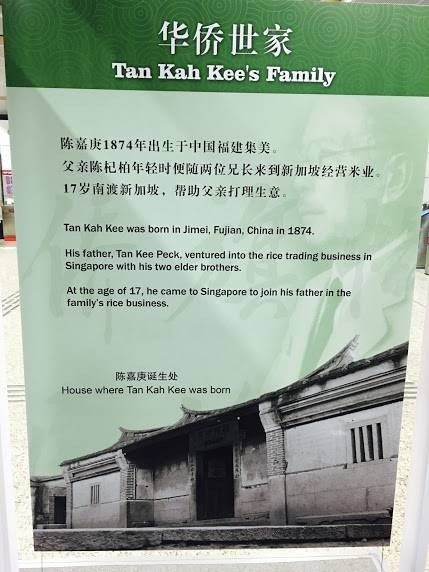 华侨世家
Tan Kah Kee's Family
陈嘉庚1874年出生于中国福建集美。
父亲陈杞柏年轻时便随两位兄长来到新加坡经营米业。
17岁南渡新加坡，帮助父亲打理生意。
Tan Kah Kee was born in Jimei, Fujian, China in 1874.
His father, Tan Kee Peck, ventured into the rice trading business in
Singapore with his two elder brothers.
At the age of 17, he came to Singapore to join his father in the
family's rice business.
陈嘉庚诞生处
House where Tan Kah Kee was born